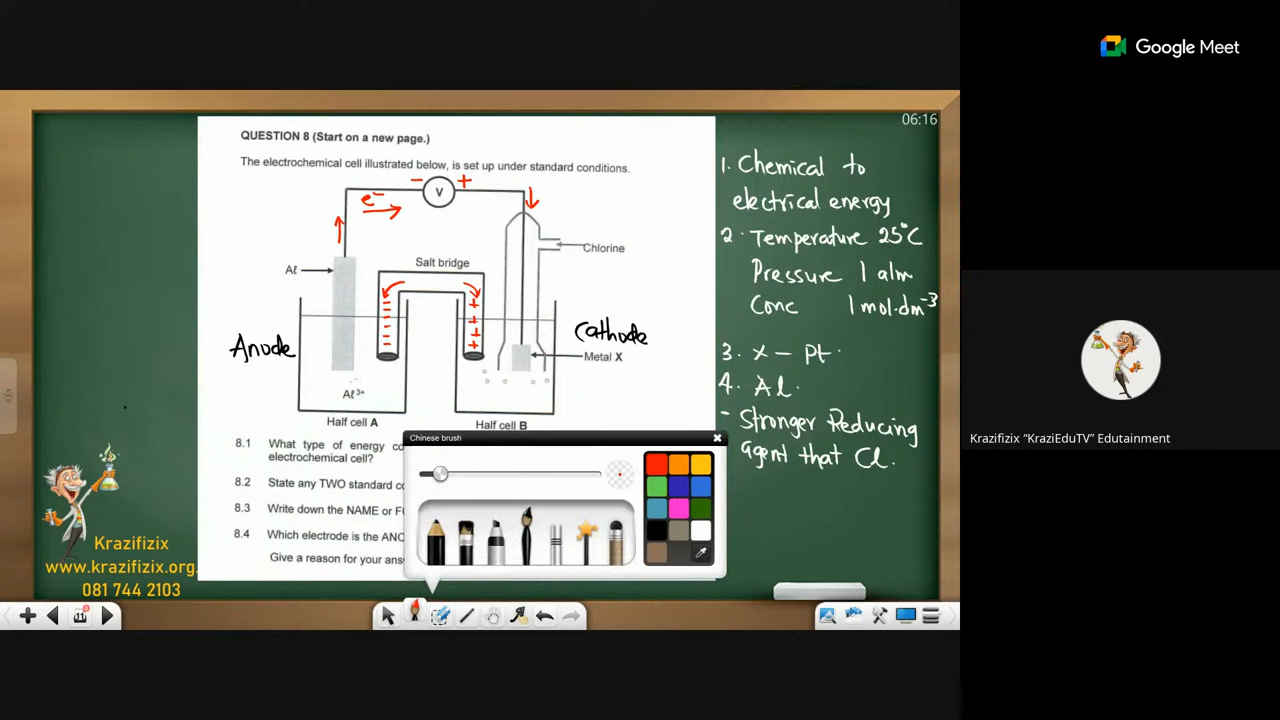 Google Meet
06:16
QUESTION 8 (Start on a new page.)
The electrochemical cell illustrated below, is set up under standard conditions.
- +
V
e⁻
Chlorine
Salt bridge
Aℓ
Anode
Cathode
Metal X
Aℓ³⁺
Half cell A
Half cell B
8.1 What type of energy co
electrochemical cell?
8.2 State any TWO standard co
8.3 Write down the NAME or F
8.4 Which electrode is the ANO
Give a reason for your ans
1. Chemical to
electrical energy
2. Temperature 25°C
Pressure 1 atm
Conc 1 mol·dm⁻³
3. X – Pt
4. Al.
- Stronger Reducing
agent that Cl.
Chinese brush
Krazifizix
www.krazifizix.org.
081 744 2103
11
Krazifizix “KraziEduTV” Edutainment